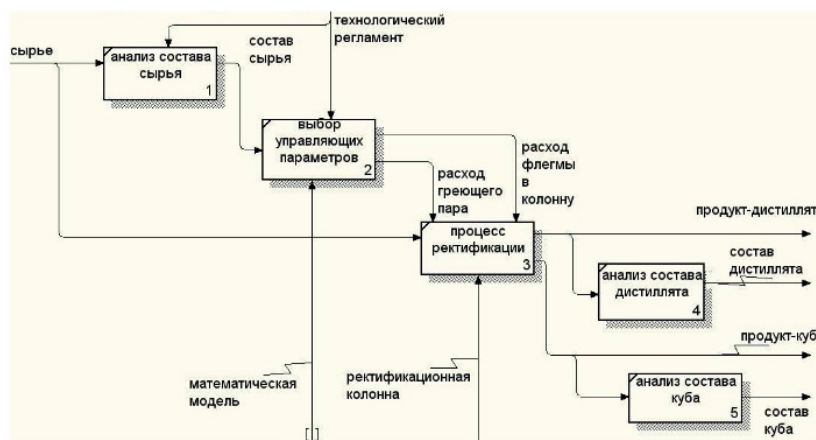 технологический
регламент
сырье
анализ состава
сырья
1
состав
сырья
выбор
управляющих
параметров
2
расход
греющего
пара
расход
флегмы
в
колонну
процесс
ректификации
3
продукт-дистиллят
анализ состава
дистиллята
4
состав
дистиллята
продукт-куб
анализ состава
куба
5
состав
куба
математическая
модель
ректификационная
колонна